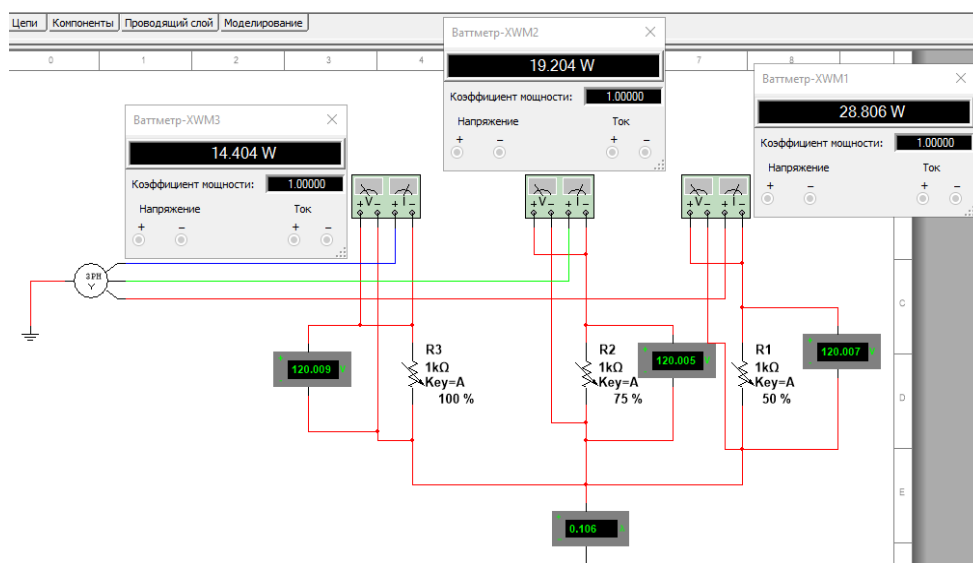 Цепи Компоненты Проводящий слой Моделирование
0 1 2 3 4 7 8
Ваттметр-XWM2
19.204 W
Коэффициент мощности: 1.00000
Напряжение Ток
+ - + -
Ваттметр-XWM1
28.806 W
Коэффициент мощности: 1.00000
Напряжение Ток
+ - + -
Ваттметр-XWM3
14.404 W
Коэффициент мощности: 1.00000
Напряжение Ток
+ - + -
+ V - + I -
+ V - + I -
+ V - + I -
3PH
Y
C
D
E
120.009 V
R3
1kΩ
Key=A
100 %
R2
1kΩ
Key=A
75 %
120.005 V
R1
1kΩ
Key=A
50 %
120.007 V
0.106